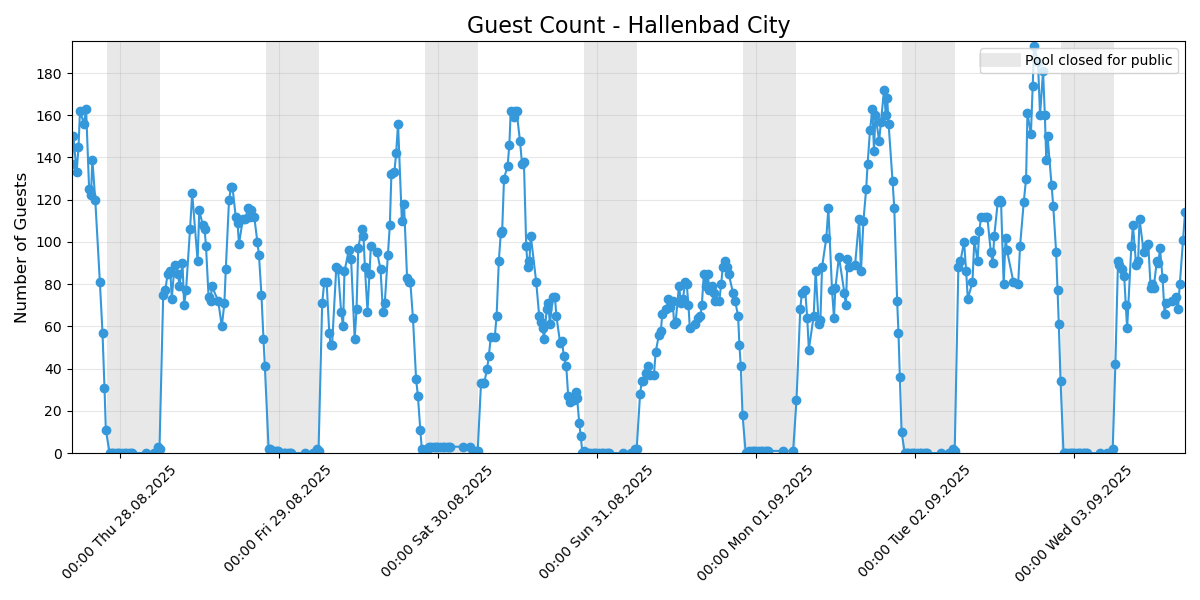 Guest Count - Hallenbad City
Pool closed for public
Number of Guests
180
160
140
120
100
80
60
40
20
0
00:00 Thu 28.08.2025
00:00 Fri 29.08.2025
00:00 Sat 30.08.2025
00:00 Sun 31.08.2025
00:00 Mon 01.09.2025
00:00 Tue 02.09.2025
00:00 Wed 03.09.2025